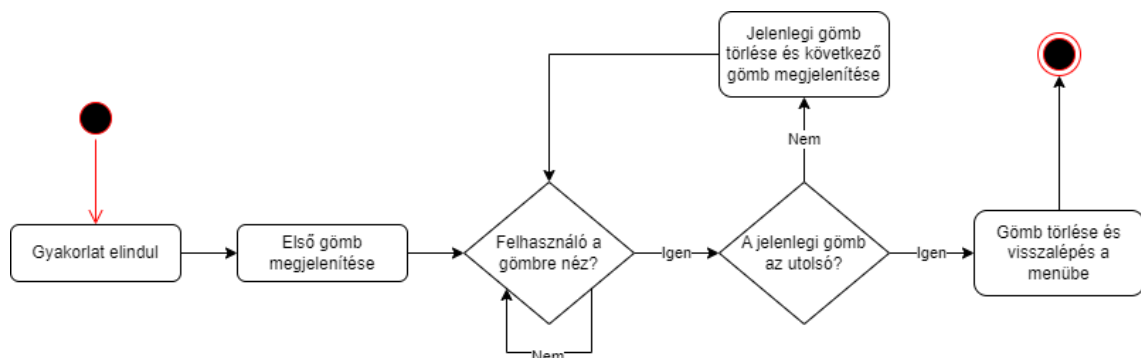 Gyakorlat elindul
Első gömb
megjelenítése
Felhasználó a
gömbre néz?
Nem
Igen
A jelenlegi gömb
az utolsó?
Nem
Jelenlegi gömb
törlése és következő
gömb megjelenítése
Igen
Gömb törlése és
visszalépés a
menübe